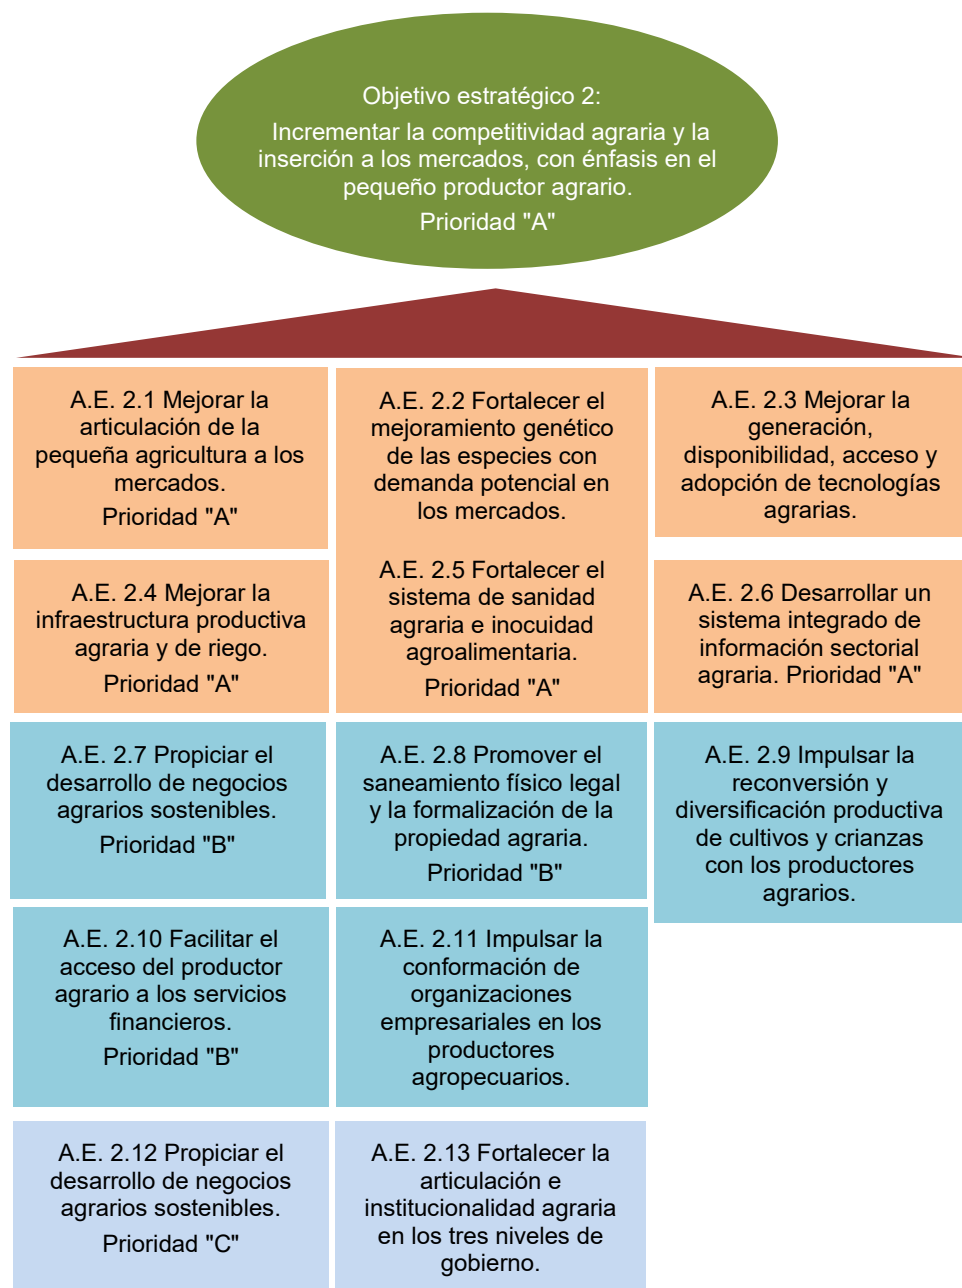 Objetivo estratégico 2:
Incrementar la competitividad agraria y la
inserción a los mercados, con énfasis en el
pequeño productor agrario.
Prioridad "A"
A.E. 2.1 Mejorar la
articulación de la
pequeña agricultura a los
mercados.
Prioridad "A"
A.E. 2.2 Fortalecer el
mejoramiento genético
de las especies con
demanda potencial en
los mercados.
A.E. 2.3 Mejorar la
generación,
disponibilidad, acceso y
adopción de tecnologías
agrarias.
A.E. 2.4 Mejorar la
infraestructura productiva
agraria y de riego.
Prioridad "A"
A.E. 2.5 Fortalecer el
sistema de sanidad
agraria e inocuidad
agroalimentaria.
Prioridad "A"
A.E. 2.6 Desarrollar un
sistema integrado de
información sectorial
agraria. Prioridad "A"
A.E. 2.7 Propiciar el
desarrollo de negocios
agrarios sostenibles.
Prioridad "B"
A.E. 2.8 Promover el
saneamiento físico legal
y la formalización de la
propiedad agraria.
Prioridad "B"
A.E. 2.9 Impulsar la
reconversión y
diversificación productiva
de cultivos y crianzas
con los productores
agrarios.
A.E. 2.10 Facilitar el
acceso del productor
agrario a los servicios
financieros.
Prioridad "B"
A.E. 2.11 Impulsar la
conformación de
organizaciones
empresariales en los
productores
agropecuarios.
A.E. 2.12 Propiciar el
desarrollo de negocios
agrarios sostenibles.
Prioridad "C"
A.E. 2.13 Fortalecer la
articulación e
institucionalidad agraria
en los tres niveles de
gobierno.